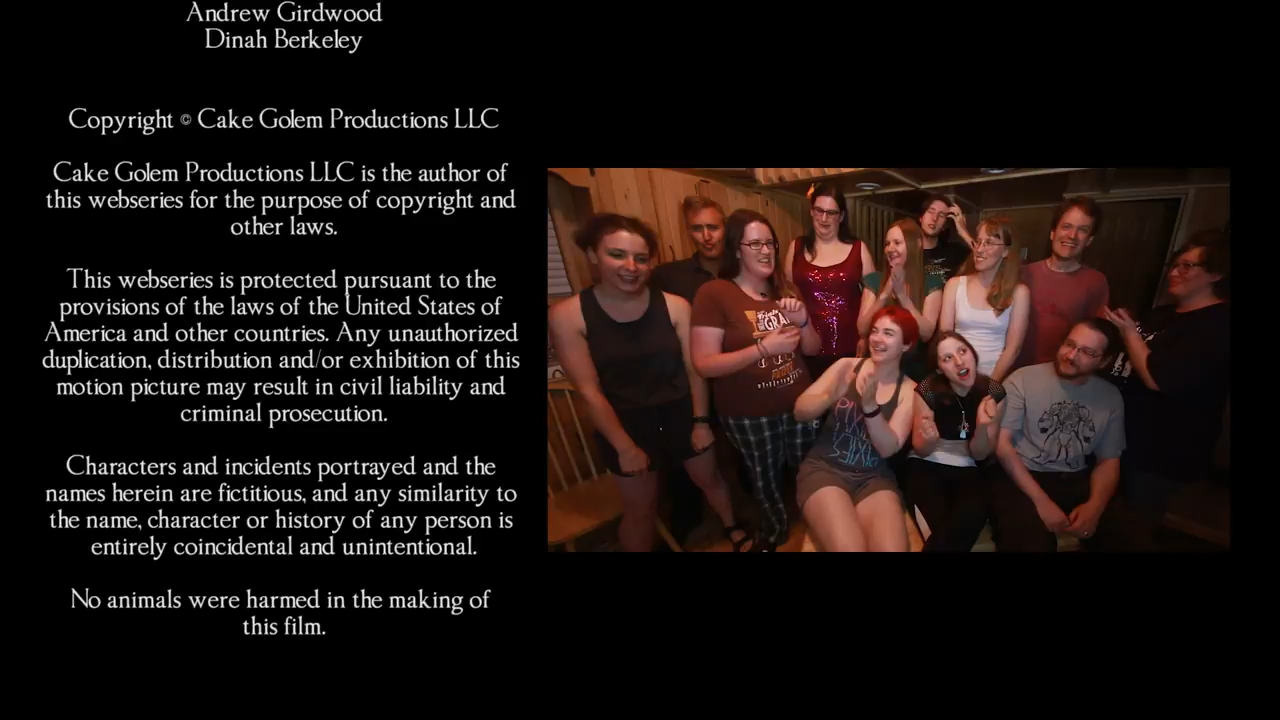 Andrew Girdwood
Dinah Berkeley
Copyright © Cake Golem Productions LLC
Cake Golem Productions LLC is the author of
this webseries for the purpose of copyright and
other laws.
This webseries is protected pursuant to the
provisions of the laws of the United States of
America and other countries. Any unauthorized
duplication, distribution and/or exhibition of this
motion picture may result in civil liability and
criminal prosecution.
Characters and incidents portrayed and the
names herein are fictitious, and any similarity to
the name, character or history of any person is
entirely coincidental and unintentional.
No animals were harmed in the making of
this film.